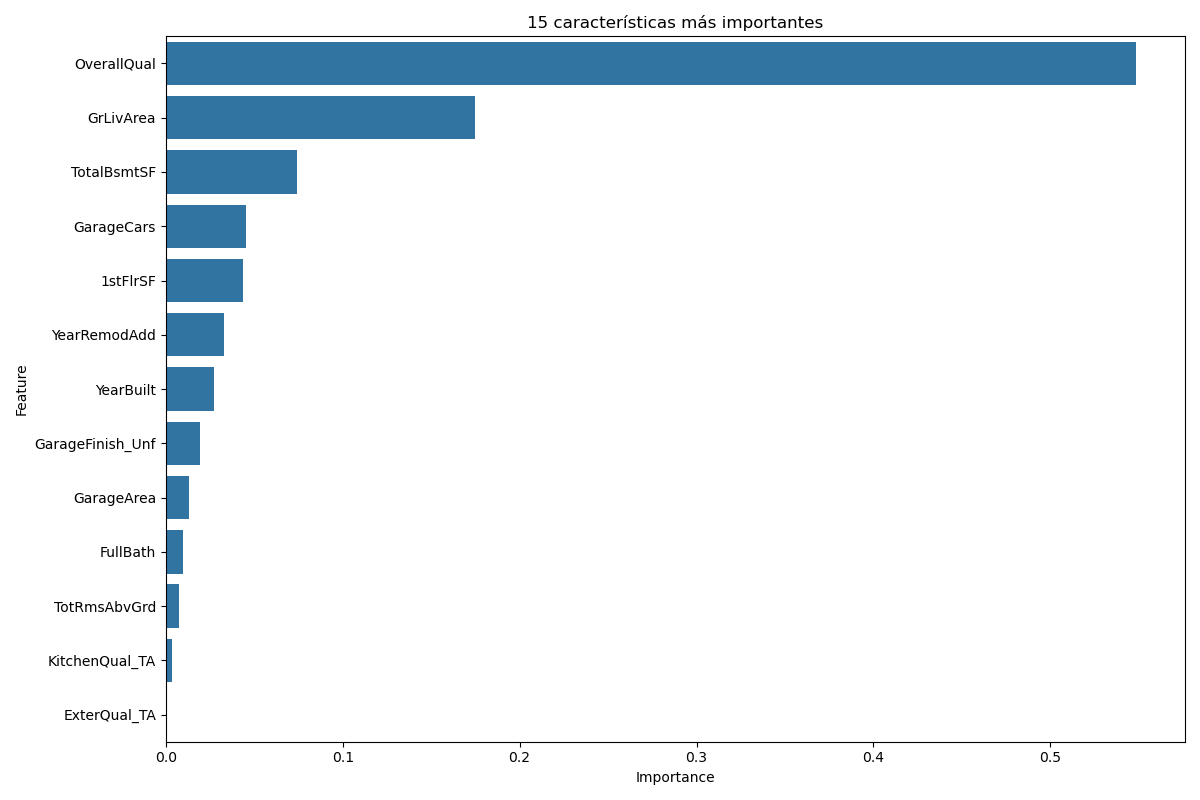 15 características más importantes
Feature
OverallQual
GrLivArea
TotalBsmtSF
GarageCars
1stFlrSF
YearRemodAdd
YearBuilt
GarageFinish_Unf
GarageArea
FullBath
TotRmsAbvGrd
KitchenQual_TA
ExterQual_TA
0.0 0.1 0.2 0.3 0.4 0.5
Importance